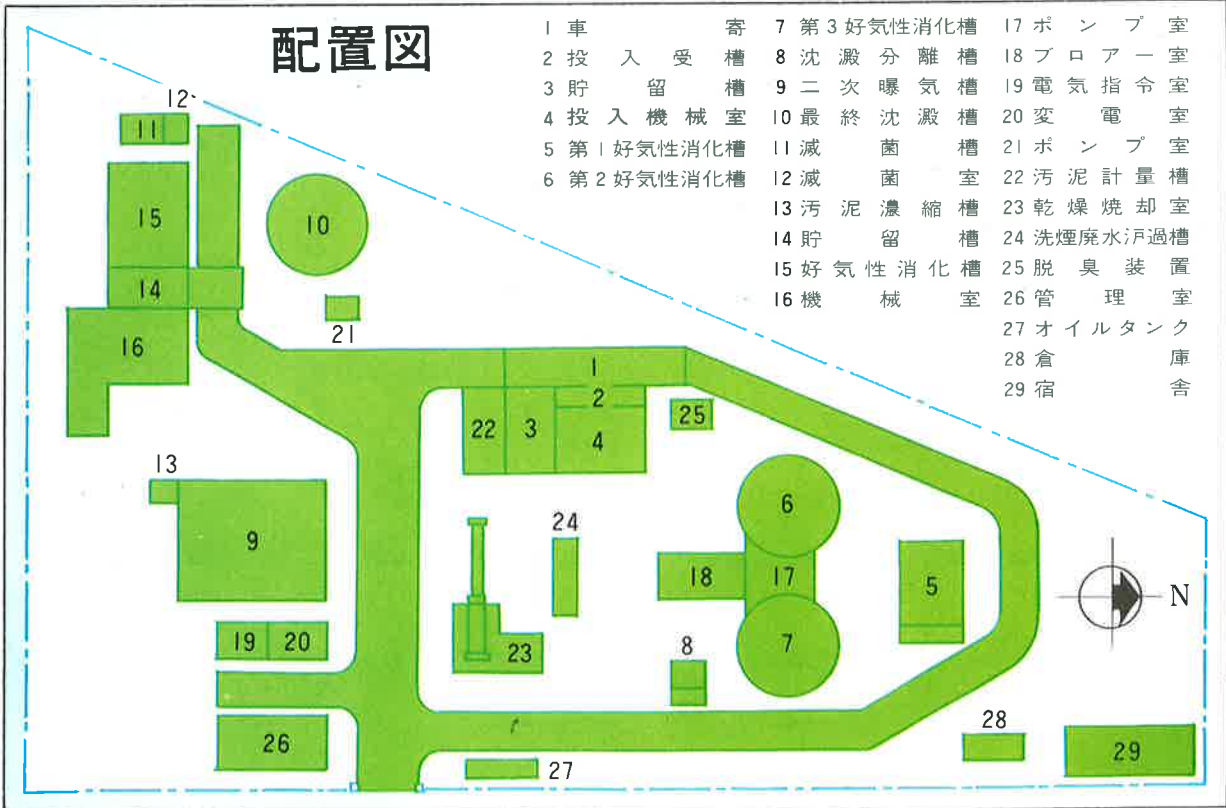 配置図
1 車寄
2 投入受槽
3 貯留槽
4 投入機械室
5 第1好気性消化槽
6 第2好気性消化槽
7 第3好気性消化槽
8 沈澱分離槽
9 二次曝気槽
10 最終沈澱槽
11 減菌槽
12 減菌室
13 汚泥濃縮槽
14 貯留槽
15 好気性消化槽
16 機械室
17 ポンプ室
18 ブロアー室
19 電気指令室
20 変電室
21 ポンプ室
22 汚泥計量槽
23 乾燥焼却室
24 洗煙廃水沪過槽
25 脱臭装置
26 管理室
27 オイルタンク
28 倉庫
29 宿舎
12
11
15
10
14
21
16
1
2
22
3
4
25
13
6
24
9
18
17
5
N
19
20
23
8
7
26
27
28
29